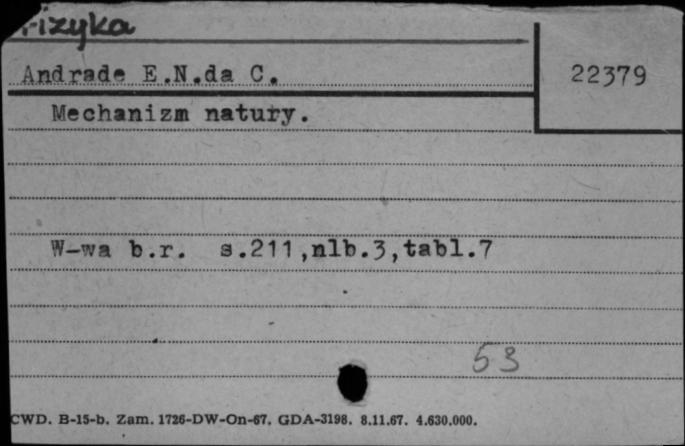 Fizyka
Andrade E.N.da C.
22379
Mechanizm natury.
W-wa b.r. s.211,nlb.3,tabl.7
53
CWD. B-15-b. Zam. 1726-DW-On-67. GDA-3198. 8.11.67. 4.630.000.